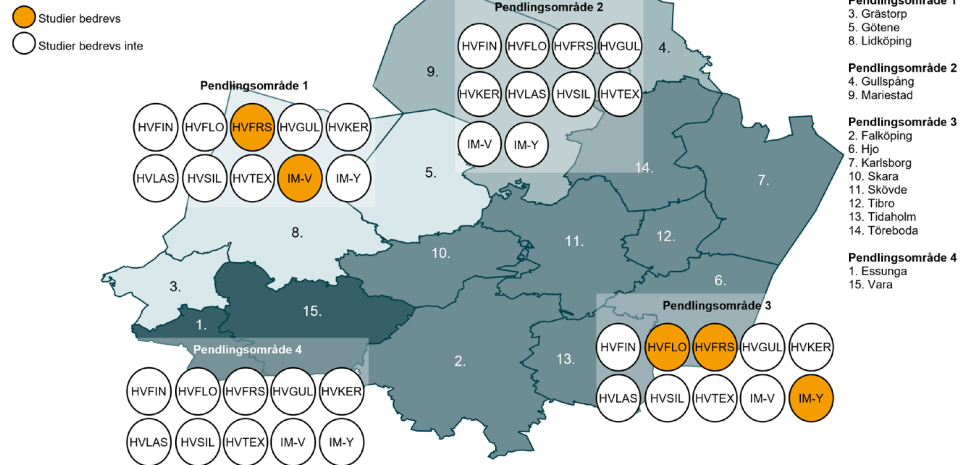 Studier bedrevs
Studier bedrevs inte
Pendlingsområde 2
HVFIN HVFLO HVFRS HVGUL
HVKER HVLAS HVSIL HVTEX
IM-V IM-Y
Pendlingsområde 1
HVFIN HVFLO HVFRS HVGUL HVKER
HVLAS HVSIL HVTEX IM-V IM-Y
4.
9.
14.
5.
7.
8.
12.
11.
10.
3.
6.
15.
1.
2.
13.
Pendlingsområde 3
HVFIN HVFLO HVFRS HVGUL HVKER
HVLAS HVSIL HVTEX IM-V IM-Y
Pendlingsområde 4
HVFIN HVFLO HVFRS HVGUL HVKER
HVLAS HVSIL HVTEX IM-V IM-Y
Pendlingsområde 1
3. Grästorp
5. Götene
8. Lidköping
Pendlingsområde 2
4. Gullspång
9. Mariestad
Pendlingsområde 3
2. Falköping
6. Hjo
7. Karlsborg
10. Skara
11. Skövde
12. Tibro
13. Tidaholm
14. Töreboda
Pendlingsområde 4
1. Essunga
15. Vara